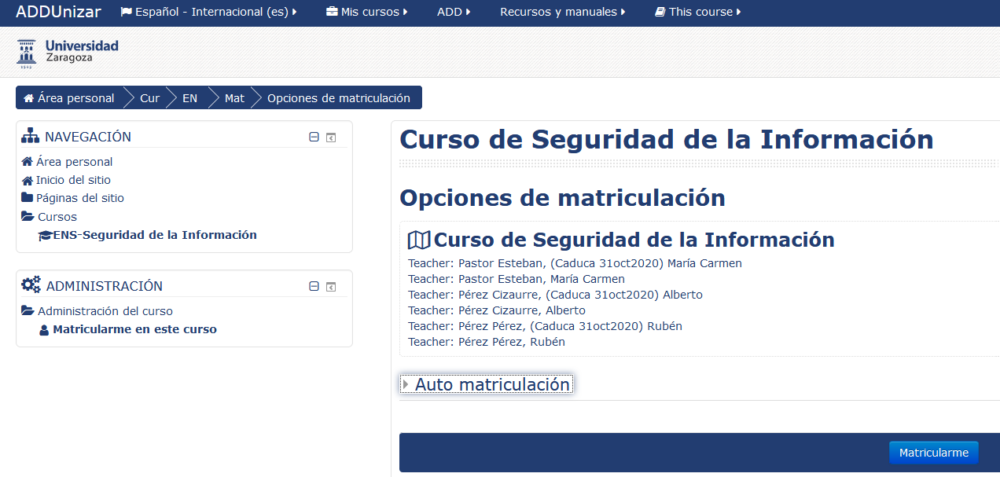 ADDUnizar Español - Internacional (es) Mis cursos ADD Recursos y manuales This course
Universidad
Zaragoza
1542
Área personal Cur EN Mat Opciones de matriculación
NAVEGACIÓN
Área personal
Inicio del sitio
Páginas del sitio
Cursos
ENS-Seguridad de la Información
ADMINISTRACIÓN
Administración del curso
Matricularme en este curso
Curso de Seguridad de la Información
Opciones de matriculación
Curso de Seguridad de la Información
Teacher: Pastor Esteban, (Caduca 31oct2020) María Carmen
Teacher: Pastor Esteban, María Carmen
Teacher: Pérez Cizaurre, (Caduca 31oct2020) Alberto
Teacher: Pérez Cizaurre, Alberto
Teacher: Pérez Pérez, (Caduca 31oct2020) Rubén
Teacher: Pérez Pérez, Rubén
Auto matriculación
Matricularme